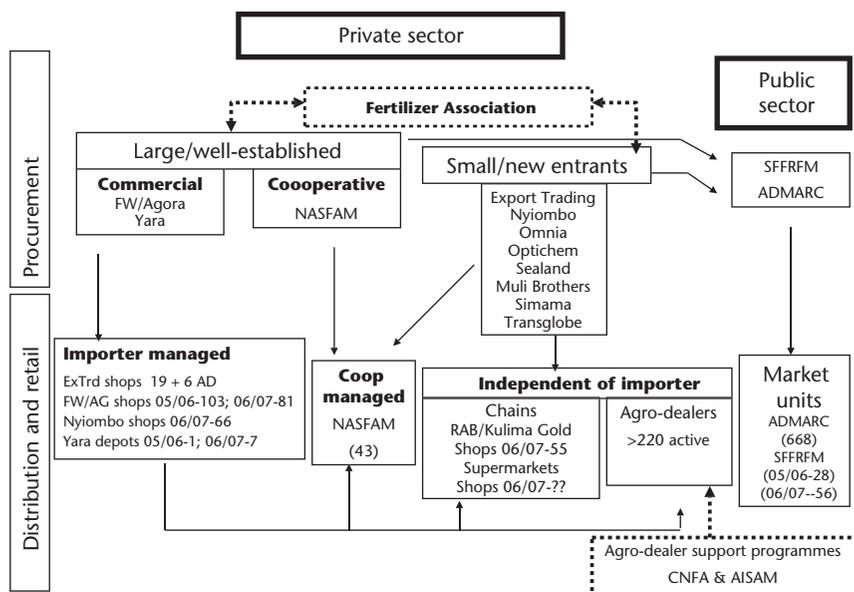 Private sector
Public
sector
Fertilizer Association
Procurement
Large/well-established
Commercial
FW/Agora
Yara
Coooperative
NASFAM
Small/new entrants
Export Trading
Nyiombo
Omnia
Optichem
Sealand
Muli Brothers
Simama
Transglobe
SFFRFM
ADMARC
Distribution and retail
Importer managed
ExTrd shops 19 + 6 AD
FW/AG shops 05/06-103; 06/07-81
Nyiombo shops 06/07-66
Yara depots 05/06-1; 06/07-7
Coop
managed
NASFAM
(43)
Independent of importer
Chains
RAB/Kulima Gold
Shops 06/07-55
Supermarkets
Shops 06/07-??
Agro-dealers
>220 active
Market
units
ADMARC
(668)
SFFRFM
(05/06-28)
(06/07--56)
Agro-dealer support programmes
CNFA & AISAM